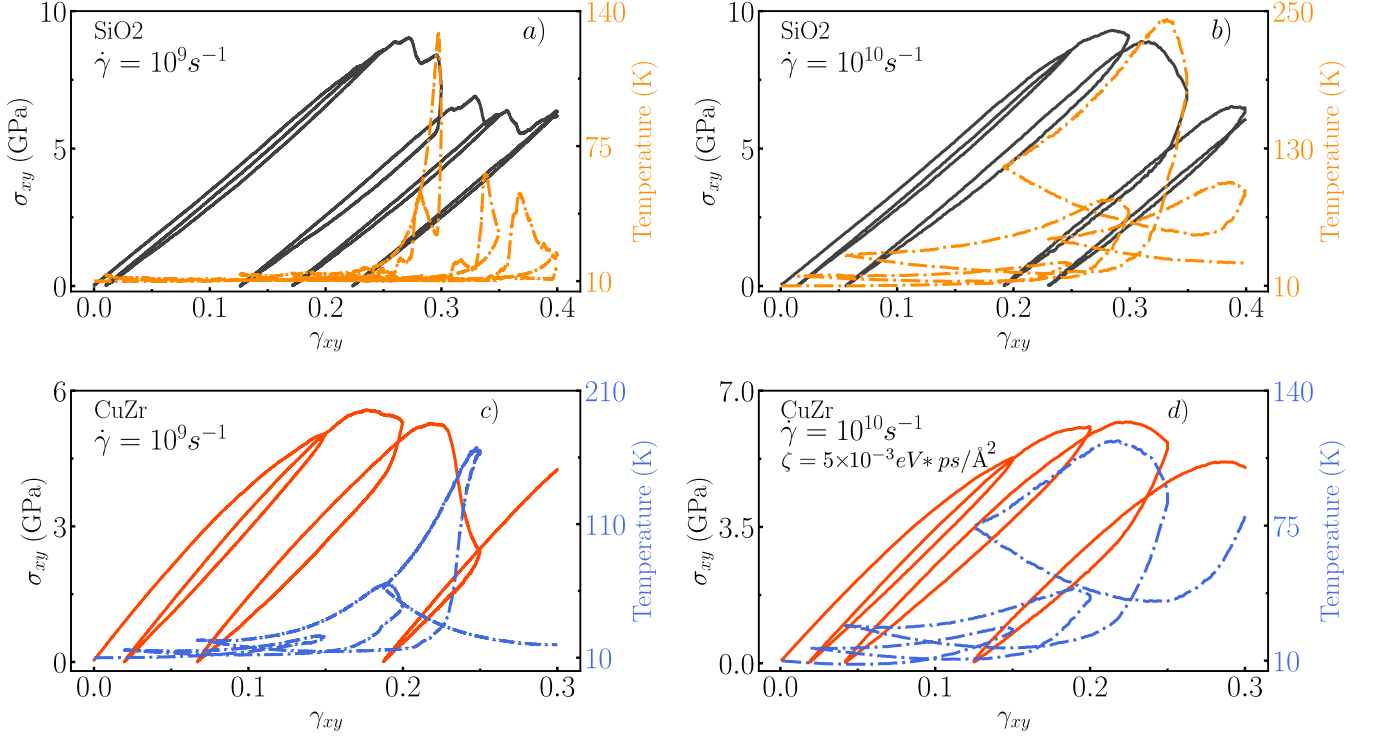 SiO2
γ̇ = 10⁹s⁻¹
a)
10
5
0
σxy (GPa)
0.0 0.1 0.2 0.3 0.4
γxy
140
75
10
Temperature (K)
SiO2
γ̇ = 10¹⁰s⁻¹
b)
10
5
0
σxy (GPa)
0.0 0.1 0.2 0.3 0.4
γxy
250
130
10
Temperature (K)
CuZr
γ̇ = 10⁹s⁻¹
c)
6
3
0
σxy (GPa)
0.0 0.1 0.2 0.3
γxy
210
110
10
Temperature (K)
CuZr
γ̇ = 10¹⁰s⁻¹
ζ = 5×10⁻³eV* ps/Å²
d)
7.0
3.5
0.0
σxy (GPa)
0.0 0.1 0.2 0.3
γxy
140
75
10
Temperature (K)